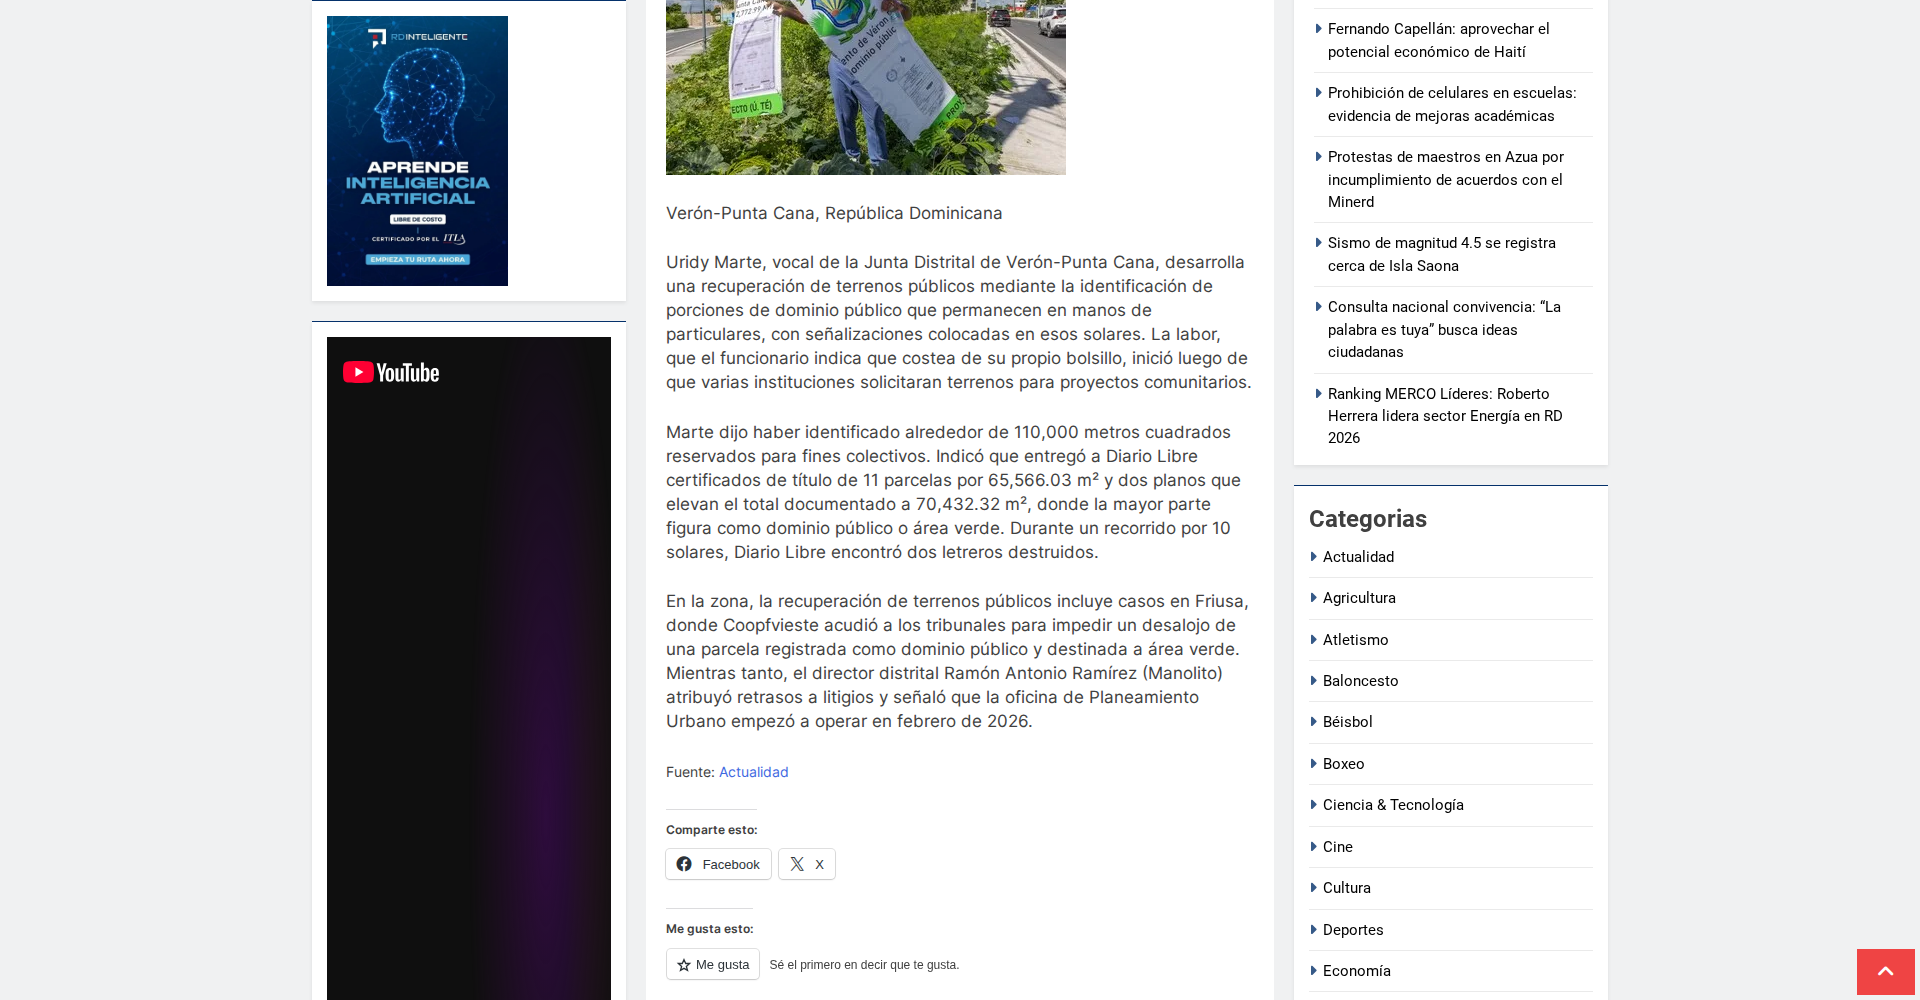 RD INTELIGENTE
APRENDE
INTELIGENCIA
ARTIFICIAL
LIBRE DE COSTO
CERTIFICADO POR EL ITLA
EMPIEZA TU RUTA AHORA
YouTube
Verón-Punta Cana, República Dominicana
Uridy Marte, vocal de la Junta Distrital de Verón-Punta Cana, desarrolla
una recuperación de terrenos públicos mediante la identificación de
porciones de dominio público que permanecen en manos de
particulares, con señalizaciones colocadas en esos solares. La labor,
que el funcionario indica que costea de su propio bolsillo, inició luego de
que varias instituciones solicitaran terrenos para proyectos comunitarios.
Marte dijo haber identificado alrededor de 110,000 metros cuadrados
reservados para fines colectivos. Indicó que entregó a Diario Libre
certificados de título de 11 parcelas por 65,566.03 m² y dos planos que
elevan el total documentado a 70,432.32 m², donde la mayor parte
figura como dominio público o área verde. Durante un recorrido por 10
solares, Diario Libre encontró dos letreros destruidos.
En la zona, la recuperación de terrenos públicos incluye casos en Friusa,
donde Coopfvieste acudió a los tribunales para impedir un desalojo de
una parcela registrada como dominio público y destinada a área verde.
Mientras tanto, el director distrital Ramón Antonio Ramírez (Manolito)
atribuyó retrasos a litigios y señaló que la oficina de Planeamiento
Urbano empezó a operar en febrero de 2026.
Fuente: Actualidad
Comparte esto:
Facebook
X
Me gusta esto:
Me gusta
Sé el primero en decir que te gusta.
Fernando Capellán: aprovechar el
potencial económico de Haití
Prohibición de celulares en escuelas:
evidencia de mejoras académicas
Protestas de maestros en Azua por
incumplimiento de acuerdos con el
Minerd
Sismo de magnitud 4.5 se registra
cerca de Isla Saona
Consulta nacional convivencia: “La
palabra es tuya” busca ideas
ciudadanas
Ranking MERCO Líderes: Roberto
Herrera lidera sector Energía en RD
2026
Categorias
Actualidad
Agricultura
Atletismo
Baloncesto
Béisbol
Boxeo
Ciencia & Tecnología
Cine
Cultura
Deportes
Economía